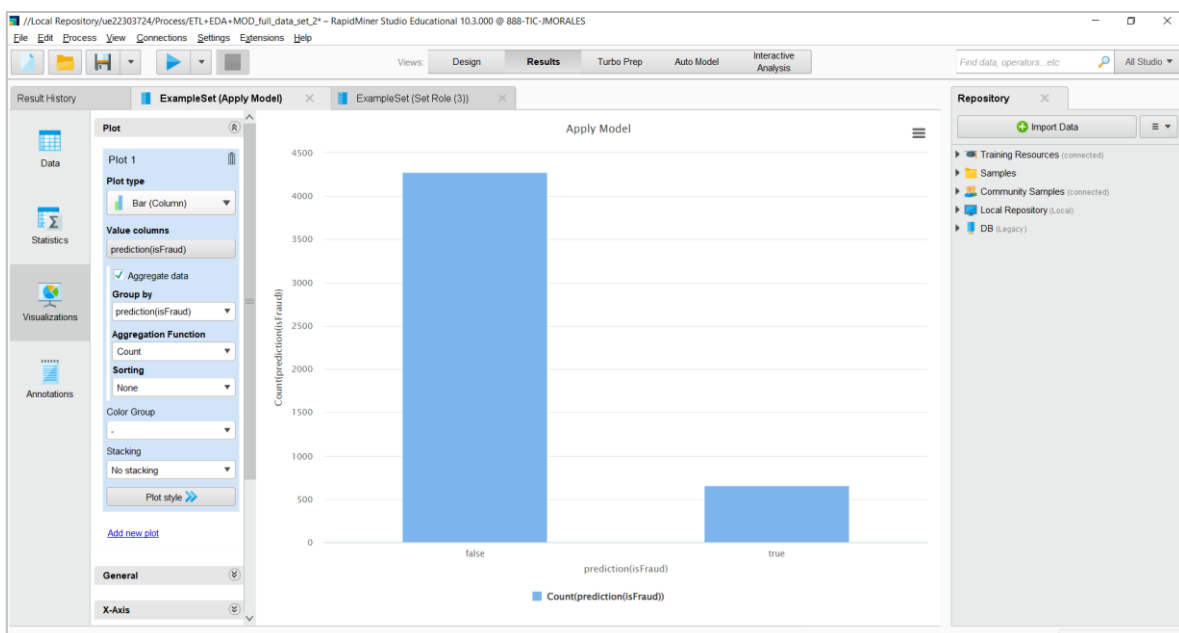 //Local Repository/ue22303724/Process/ETL+EDA+MOD_full_data_set_2* – RapidMiner Studio Educational 10.3.000 @ 888-TIC-JMORALES
File Edit Process View Connections Settings Extensions Help
Views: Design Results Turbo Prep Auto Model Interactive Analysis
Find data, operators...etc
All Studio
Result History
ExampleSet (Apply Model)
ExampleSet (Set Role (3))
Data
Statistics
Visualizations
Annotations
Plot
Plot 1
Plot type
Bar (Column)
Value columns
prediction(isFraud)
Aggregate data
Group by
prediction(isFraud)
Aggregation Function
Count
Sorting
None
Color Group
-
Stacking
No stacking
Plot style
Add new plot
General
X-Axis
Apply Model
Count(prediction(isFraud))
4500
4000
3500
3000
2500
2000
1500
1000
500
0
false true
prediction(isFraud)
Count(prediction(isFraud))
Repository
Import Data
Training Resources (connected)
Samples
Community Samples (connected)
Local Repository (Local)
DB (Legacy)